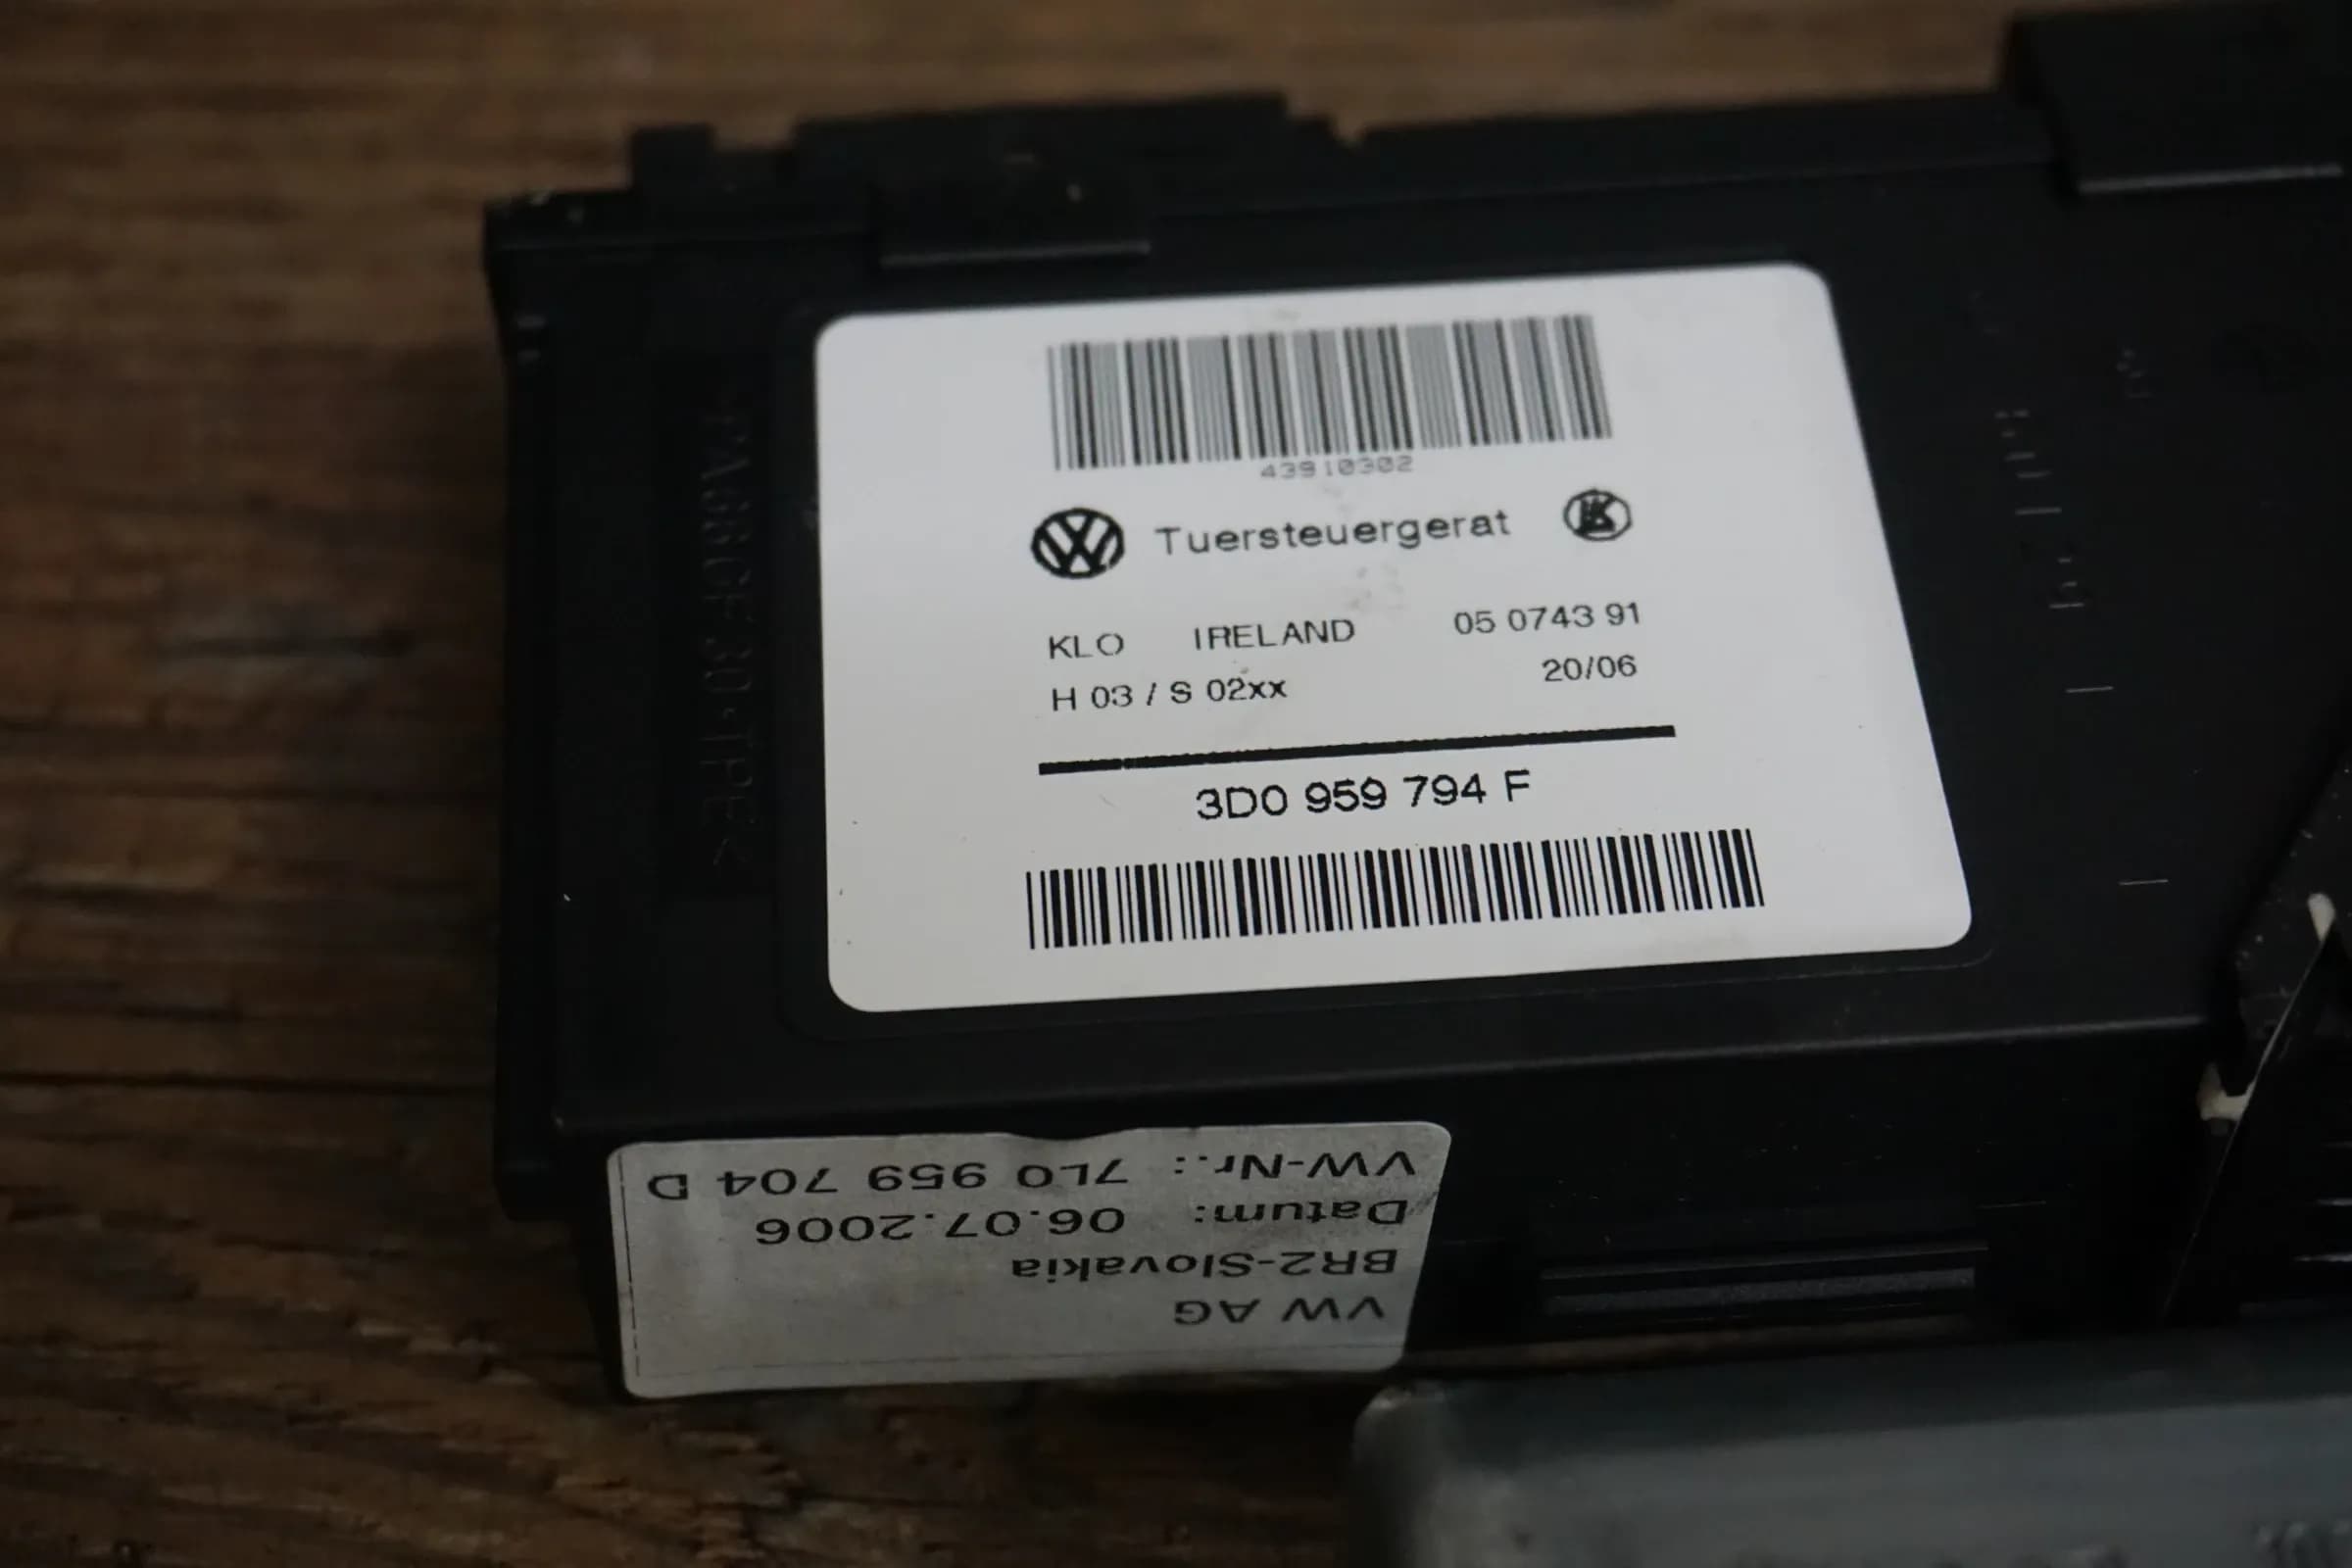 43910302
Tuersteuergerat
KLO IRELAND 05 0743 91
H 03 / S 02xx 20/06
3D0 959 794 F
VW AG
BR2-Slovakia
Datum: 06.07.2006
VW-Nr.: 7L0 959 704 D